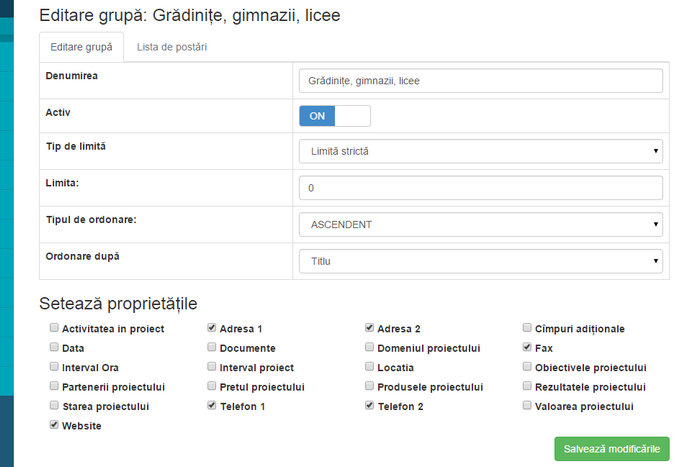 Editare grupă: Grădinițe, gimnazii, licee
Editare grupă Lista de postări
Denumirea Grădinițe, gimnazii, licee
Activ ON
Tip de limită Limită strictă
Limita: 0
Tipul de ordonare: ASCENDENT
Ordonare după Titlu
Setează proprietățile
Activitatea in proiect Adresa 1 Adresa 2 Cîmpuri adiționale
Data Documente Domeniul proiectului Fax
Interval Ora Interval proiect Locatia Obiectivele proiectului
Partenerii proiectului Pretul proiectului Produsele proiectului Rezultatele proiectului
Starea proiectului Telefon 1 Telefon 2 Valoarea proiectului
Website
Salvează modificările